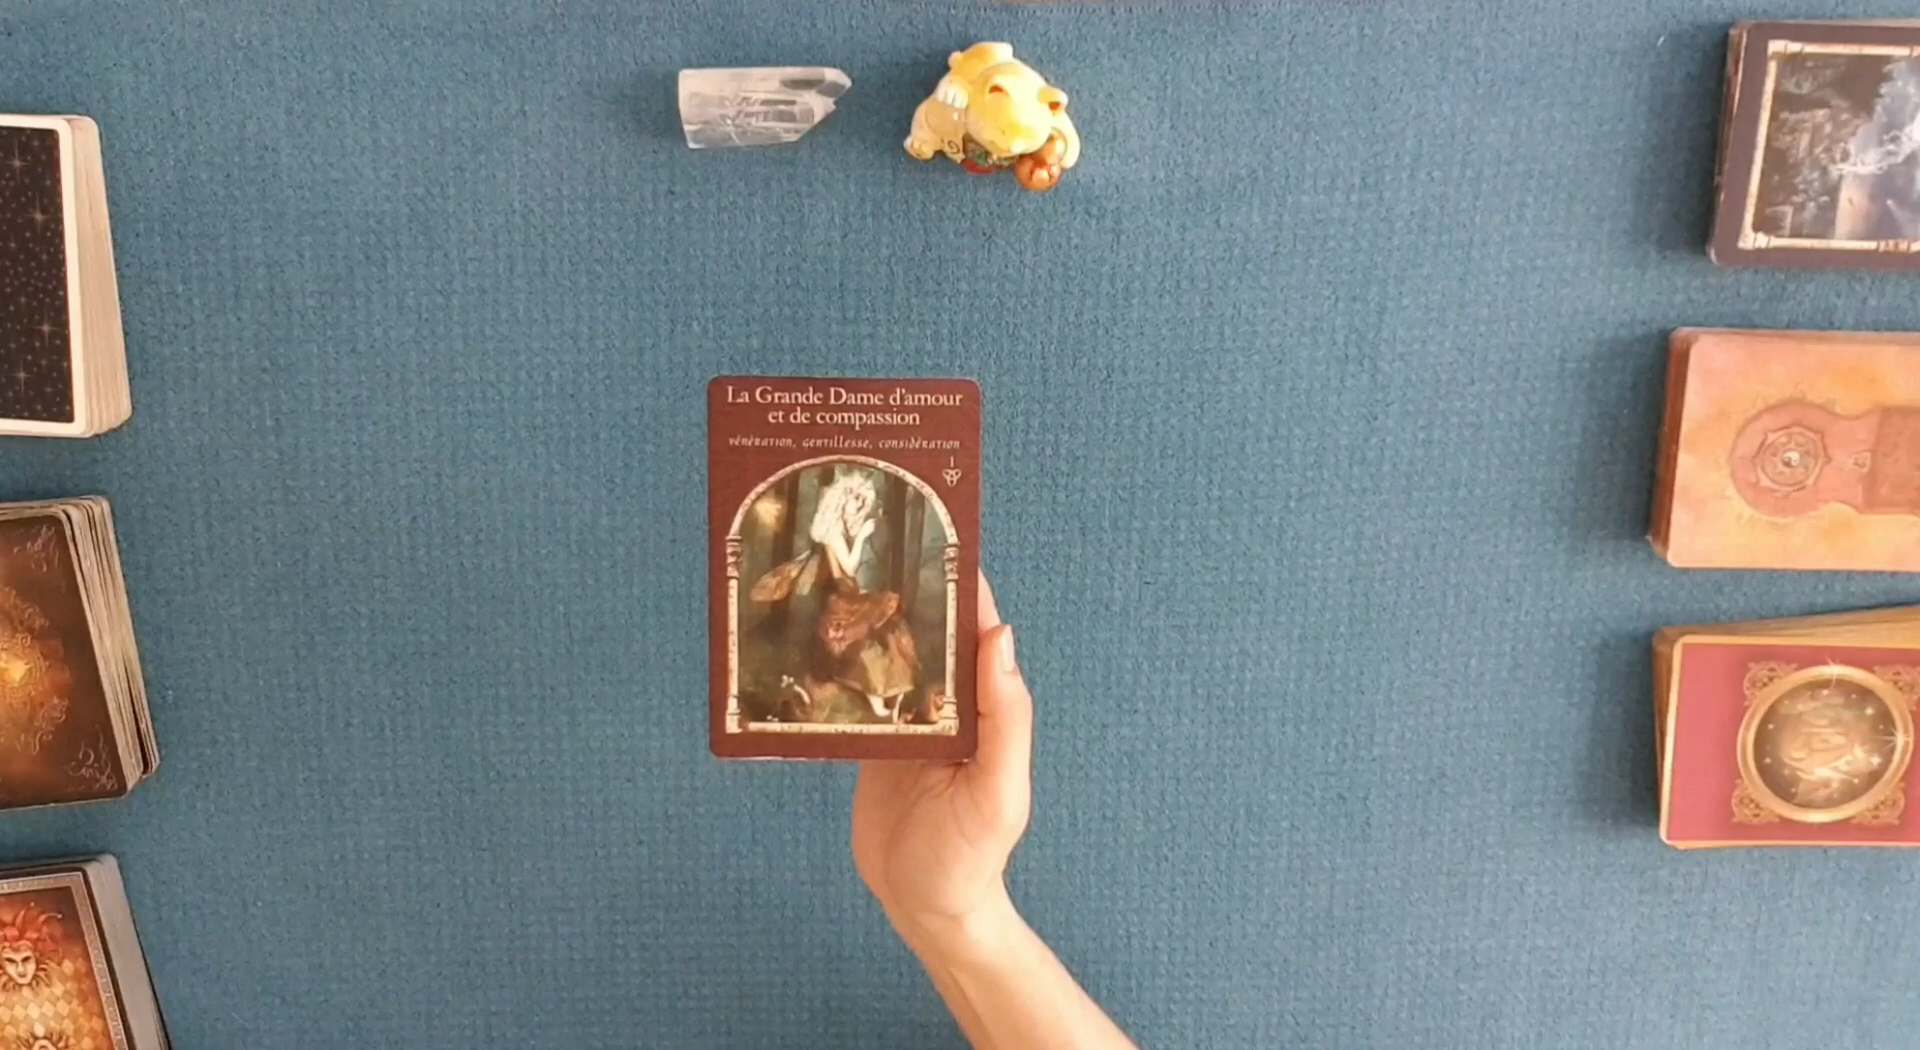 La Grande Dame d'amour
et de compassion
vénération, gentillesse, considération